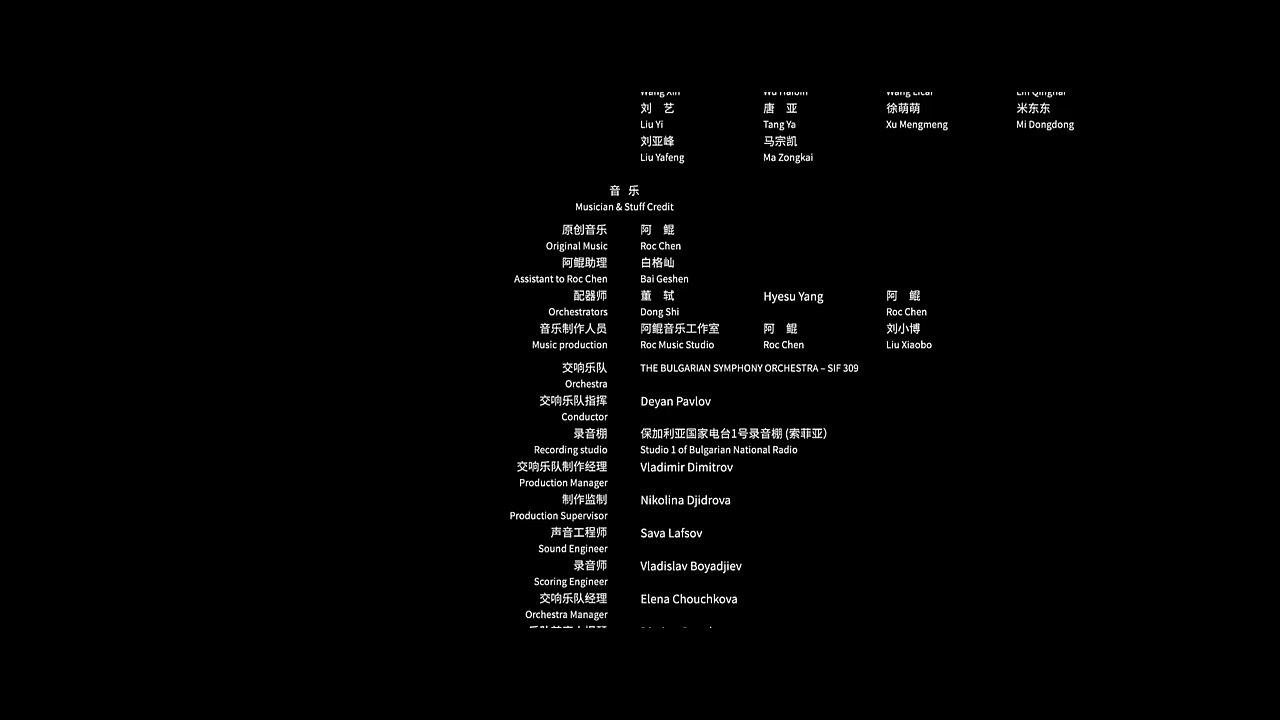 Wang Xin Wu Haibin Wang Licai Lin Qinghai
刘 艺 唐 亚 徐萌萌 米东东
Liu Yi Tang Ya Xu Mengmeng Mi Dongdong
刘亚峰 马宗凯
Liu Yafeng Ma Zongkai
音 乐
Musician & Stuff Credit
原创音乐 阿 鲲
Original Music Roc Chen
阿鲲助理 白格屾
Assistant to Roc Chen Bai Geshen
配器师 董 轼 Hyesu Yang 阿 鲲
Orchestrators Dong Shi Roc Chen
音乐制作人员 阿鲲音乐工作室 阿 鲲 刘小博
Music production Roc Music Studio Roc Chen Liu Xiaobo
交响乐队 THE BULGARIAN SYMPHONY ORCHESTRA – SIF 309
Orchestra
交响乐队指挥 Deyan Pavlov
Conductor
录音棚 保加利亚国家电台1号录音棚 (索菲亚)
Recording studio Studio 1 of Bulgarian National Radio
交响乐队制作经理 Vladimir Dimitrov
Production Manager
制作监制 Nikolina Djidrova
Production Supervisor
声音工程师 Sava Lafsov
Sound Engineer
录音师 Vladislav Boyadjiev
Scoring Engineer
交响乐队经理 Elena Chouchkova
Orchestra Manager